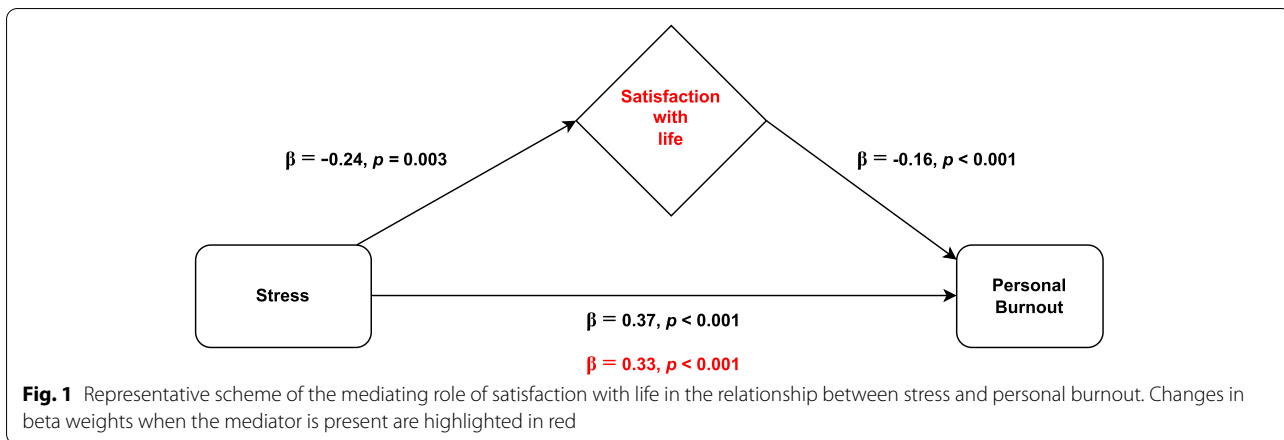 Satisfaction
with
life
β = -0.24, p = 0.003
β = -0.16, p < 0.001
Stress
Personal
Burnout
β = 0.37, p < 0.001
β = 0.33, p < 0.001
Fig. 1 Representative scheme of the mediating role of satisfaction with life in the relationship between stress and personal burnout. Changes in
beta weights when the mediator is present are highlighted in red